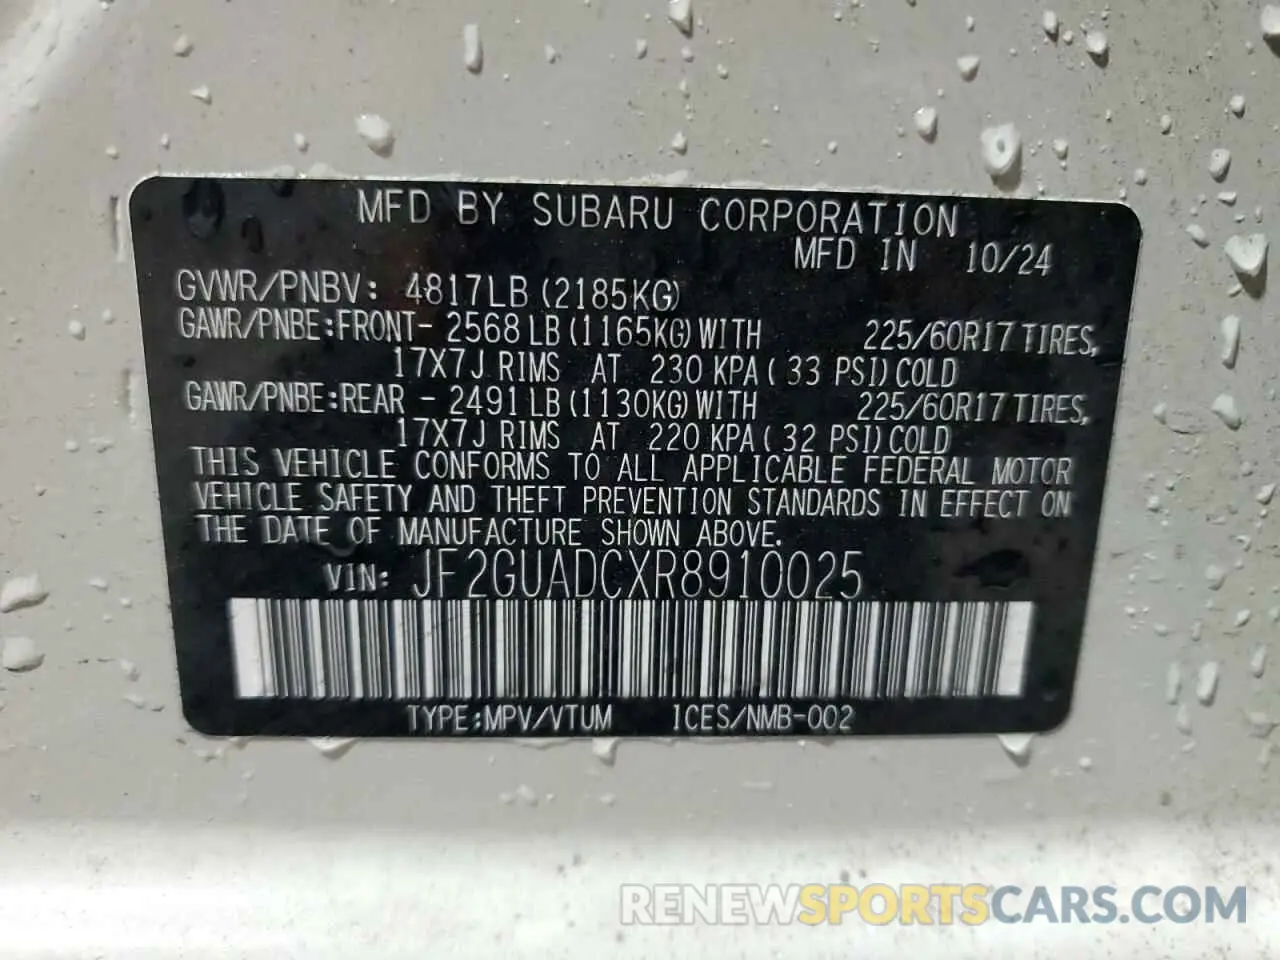 MFD BY SUBARU CORPORATION
MFD IN 10/24
GVWR/PNBV: 4817LB (2185KG)
GAWR/PNBE:FRONT- 2568 LB (1165KG) WITH 225/60R17 TIRES,
17X7J RIMS AT 230 KPA ( 33 PSI) COLD
GAWR/PNBE:REAR - 2491 LB (1130KG) WITH 225/60R17 TIRES,
17X7J RIMS AT 220 KPA ( 32 PSI) COLD
THIS VEHICLE CONFORMS TO ALL APPLICABLE FEDERAL MOTOR
VEHICLE SAFETY AND THEFT PREVENTION STANDARDS IN EFFECT ON
THE DATE OF MANUFACTURE SHOWN ABOVE.
VIN: JF2GUADCXR8910025
TYPE:MPV/VTUM ICES/NMB-002
RENEWSPORTSCARS.COM